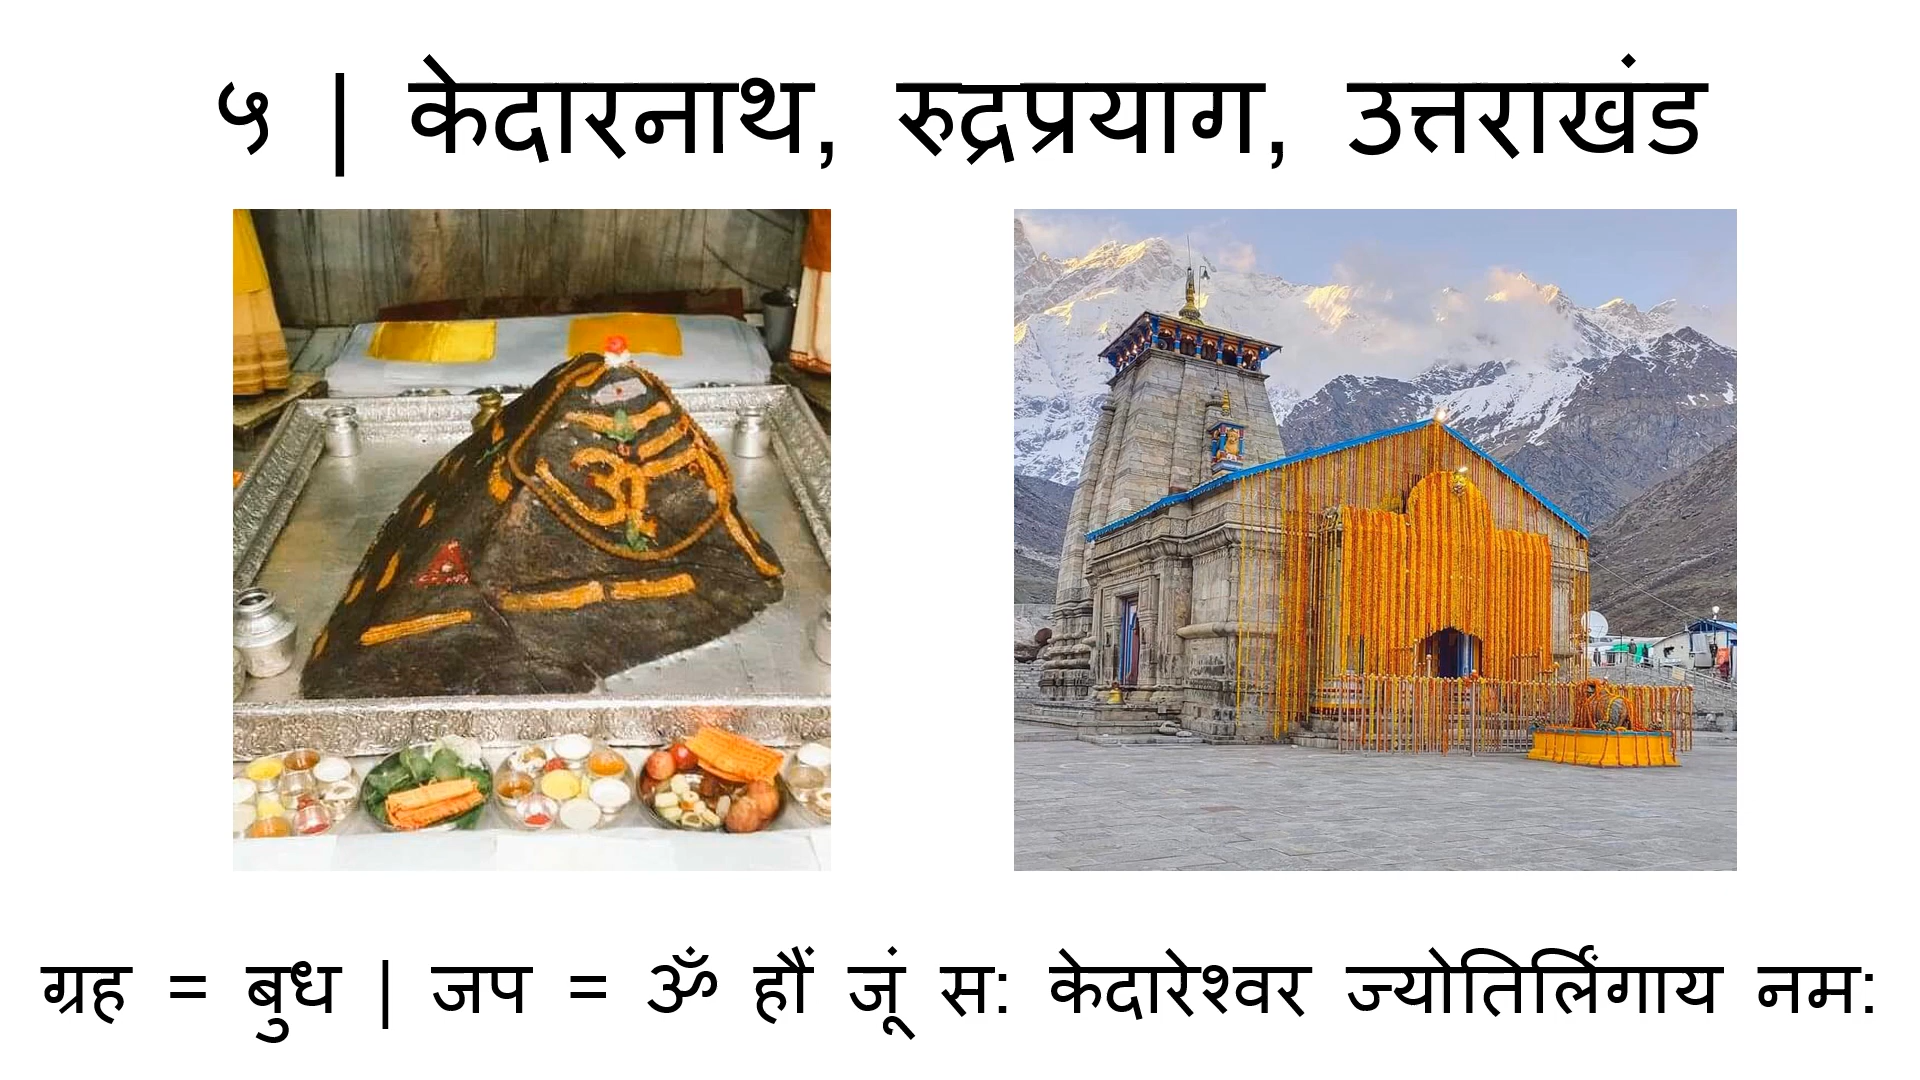 ५ | केदारनाथ, रुद्रप्रयाग, उत्तराखंड
ग्रह = बुध | जप = ॐ हौं जूं स: केदारेश्वर ज्योतिर्लिंगाय नम: